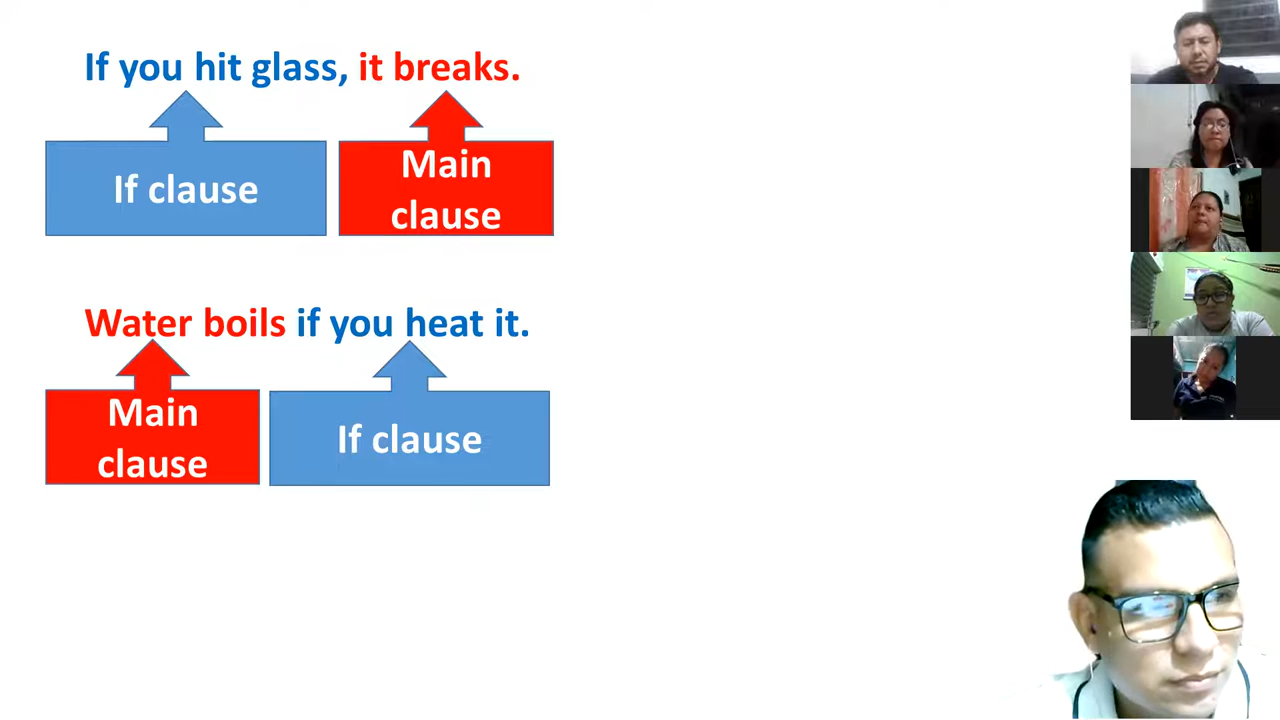 If you hit glass, it breaks.
If clause
Main
clause
Water boils if you heat it.
Main
clause
If clause